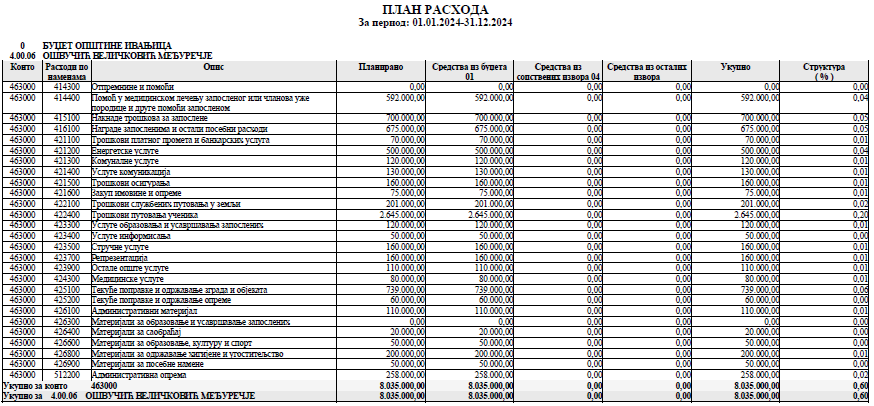 ПЛАН РАСХОДА
За период: 01.01.2024-31.12.2024
0 БУЏЕТ ОПШТИНЕ ИВАЊИЦА
4.00.06 ОШВУЧИЋ ВЕЛИЧКОВИЋ МЕЂУРЕЧЈЕ
Конто Расходи по наменама Опис Планирано Средства из буџета 01 Средства из сопствених извора 04 Средства из осталих извора Укупно Структура ( % )
463000 414300 Отпремнине и помоћи 0,00 0,00 0,00 0,00 0,00 0,00
463000 414400 Помоћ у медицинском лечењу запосленог или чланова уже 592.000,00 592.000,00 0,00 0,00 592.000,00 0,04
породице и друге помоћи запосленом
463000 415100 Накнаде трошкова за запослене 700.000,00 700.000,00 0,00 0,00 700.000,00 0,05
463000 416100 Награде запосленима и остали посебни расходи 675.000,00 675.000,00 0,00 0,00 675.000,00 0,05
463000 421100 Трошкови платног промета и банкарских услуга 70.000,00 70.000,00 0,00 0,00 70.000,00 0,01
463000 421200 Енергетске услуге 500.000,00 500.000,00 0,00 0,00 500.000,00 0,04
463000 421300 Комуналне услуге 120.000,00 120.000,00 0,00 0,00 120.000,00 0,01
463000 421400 Услуге комуникација 130.000,00 130.000,00 0,00 0,00 130.000,00 0,01
463000 421500 Трошкови осигурања 160.000,00 160.000,00 0,00 0,00 160.000,00 0,01
463000 421600 Закуп имовине и опреме 75.000,00 75.000,00 0,00 0,00 75.000,00 0,01
463000 422100 Трошкови службених путовања у земљи 201.000,00 201.000,00 0,00 0,00 201.000,00 0,02
463000 422400 Трошкови путовања ученика 2.645.000,00 2.645.000,00 0,00 0,00 2.645.000,00 0,20
463000 423300 Услуге образовања и усавршавања запослених 120.000,00 120.000,00 0,00 0,00 120.000,00 0,01
463000 423400 Услуге информисања 50.000,00 50.000,00 0,00 0,00 50.000,00 0,00
463000 423500 Стручне услуге 160.000,00 160.000,00 0,00 0,00 160.000,00 0,01
463000 423700 Репрезентација 160.000,00 160.000,00 0,00 0,00 160.000,00 0,01
463000 423900 Остале опште услуге 110.000,00 110.000,00 0,00 0,00 110.000,00 0,01
463000 424300 Медицинске услуге 80.000,00 80.000,00 0,00 0,00 80.000,00 0,01
463000 425100 Текуће поправке и одржавање зграда и објеката 739.000,00 739.000,00 0,00 0,00 739.000,00 0,06
463000 425200 Текуће поправке и одржавање опреме 60.000,00 60.000,00 0,00 0,00 60.000,00 0,00
463000 426100 Административни материјал 110.000,00 110.000,00 0,00 0,00 110.000,00 0,01
463000 426300 Материјали за образовање и усавршавање запослених 0,00 0,00 0,00 0,00 0,00 0,00
463000 426400 Материјали за саобраћај 20.000,00 20.000,00 0,00 0,00 20.000,00 0,00
463000 426600 Материјали за образовање, културу и спорт 50.000,00 50.000,00 0,00 0,00 50.000,00 0,00
463000 426800 Материјали за одржавање хигијене и угоститељство 200.000,00 200.000,00 0,00 0,00 200.000,00 0,01
463000 426900 Материјали за посебне намене 50.000,00 50.000,00 0,00 0,00 50.000,00 0,00
463000 512200 Административна опрема 258.000,00 258.000,00 0,00 0,00 258.000,00 0,02
Укупно за конто 463000 8.035.000,00 8.035.000,00 0,00 0,00 8.035.000,00 0,60
Укупно за 4.00.06 ОШВУЧИЋ ВЕЛИЧКОВИЋ МЕЂУРЕЧЈЕ 8.035.000,00 8.035.000,00 0,00 0,00 8.035.000,00 0,60